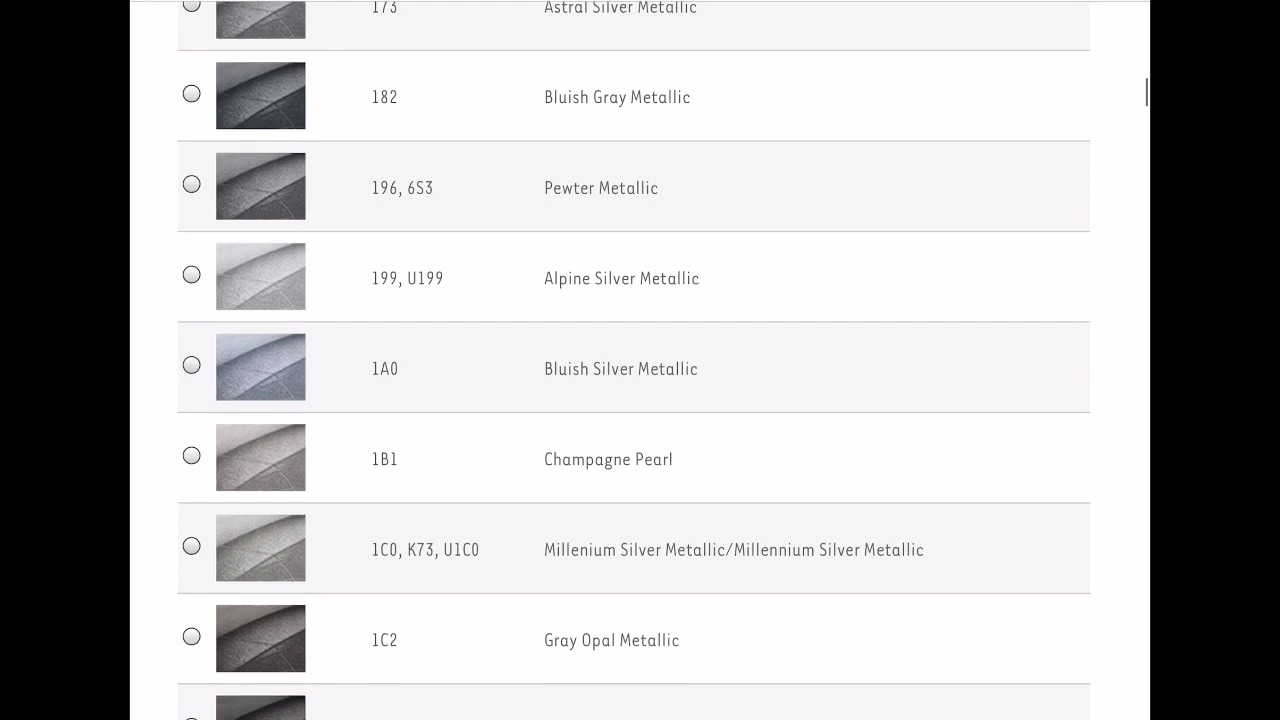 173 Astral Silver Metallic
182 Bluish Gray Metallic
196, 6S3 Pewter Metallic
199, U199 Alpine Silver Metallic
1A0 Bluish Silver Metallic
1B1 Champagne Pearl
1C0, K73, U1C0 Millenium Silver Metallic/Millennium Silver Metallic
1C2 Gray Opal Metallic